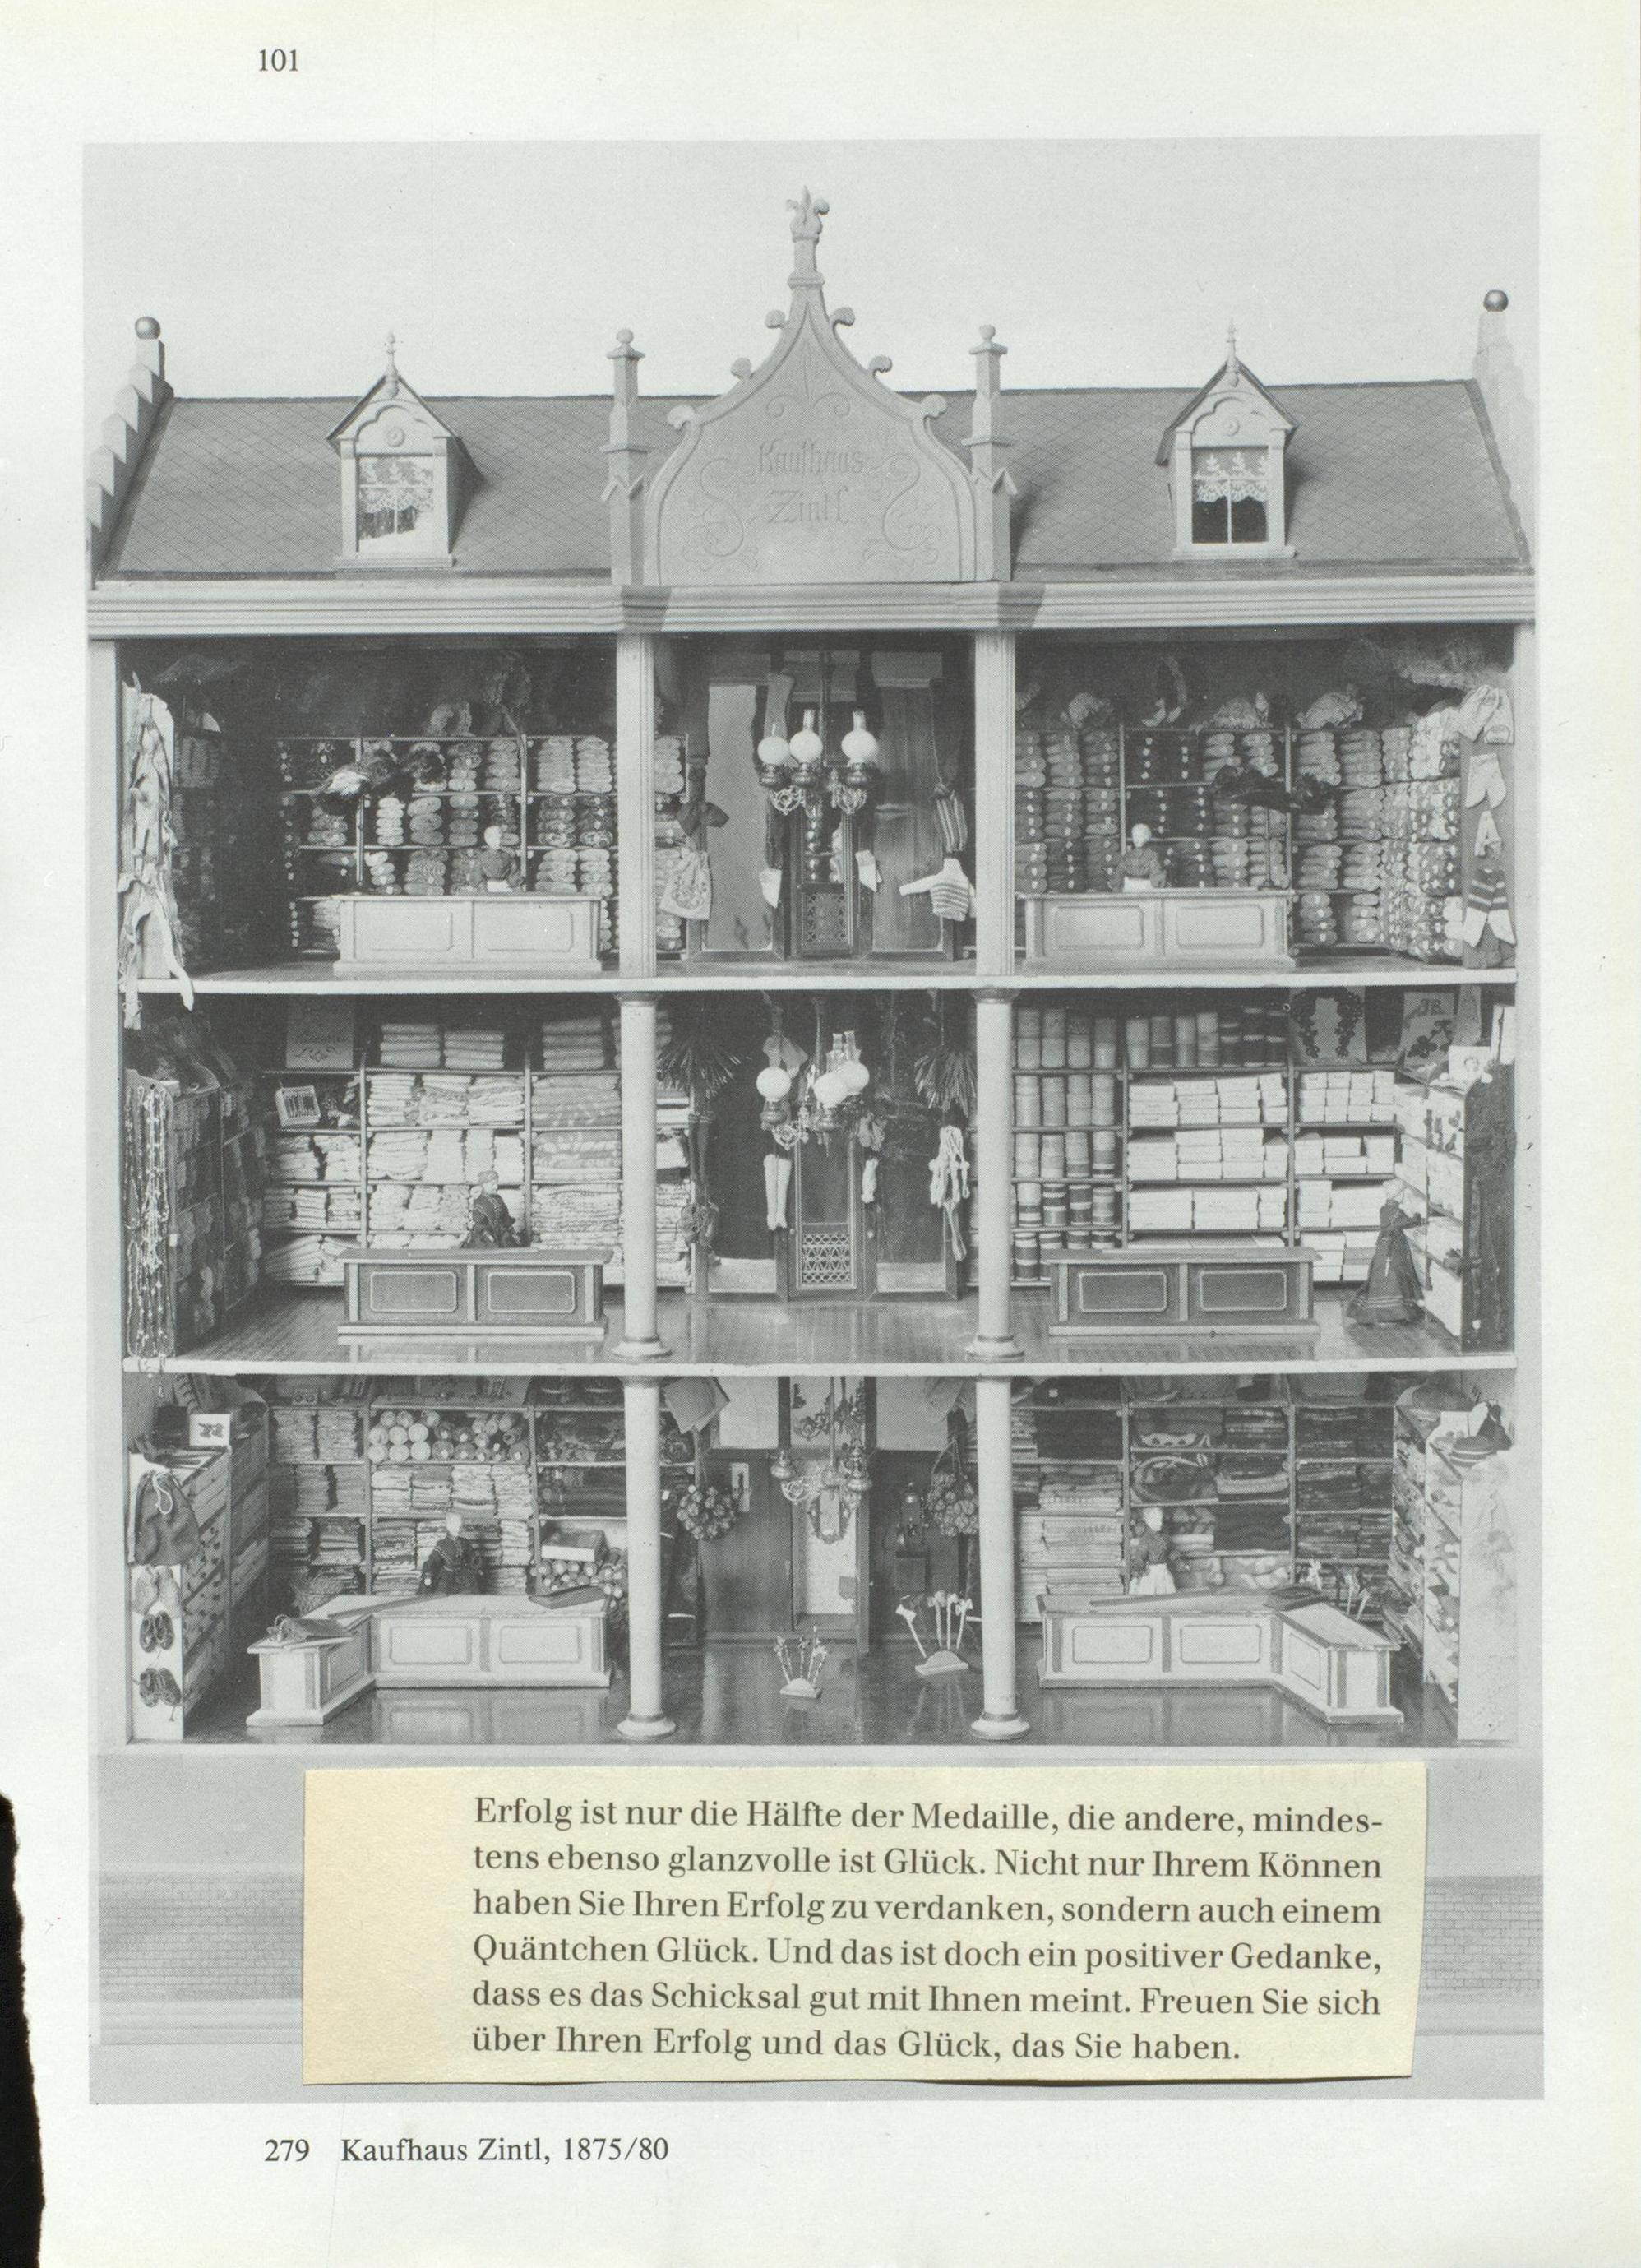 101
Kaufhaus
Zintl
Erfolg ist nur die Hälfte der Medaille, die andere, mindes-
tens ebenso glanzvolle ist Glück. Nicht nur Ihrem Können
haben Sie Ihren Erfolg zu verdanken, sondern auch einem
Quäntchen Glück. Und das ist doch ein positiver Gedanke,
dass es das Schicksal gut mit Ihnen meint. Freuen Sie sich
über Ihren Erfolg und das Glück, das Sie haben.
279 Kaufhaus Zintl, 1875/80